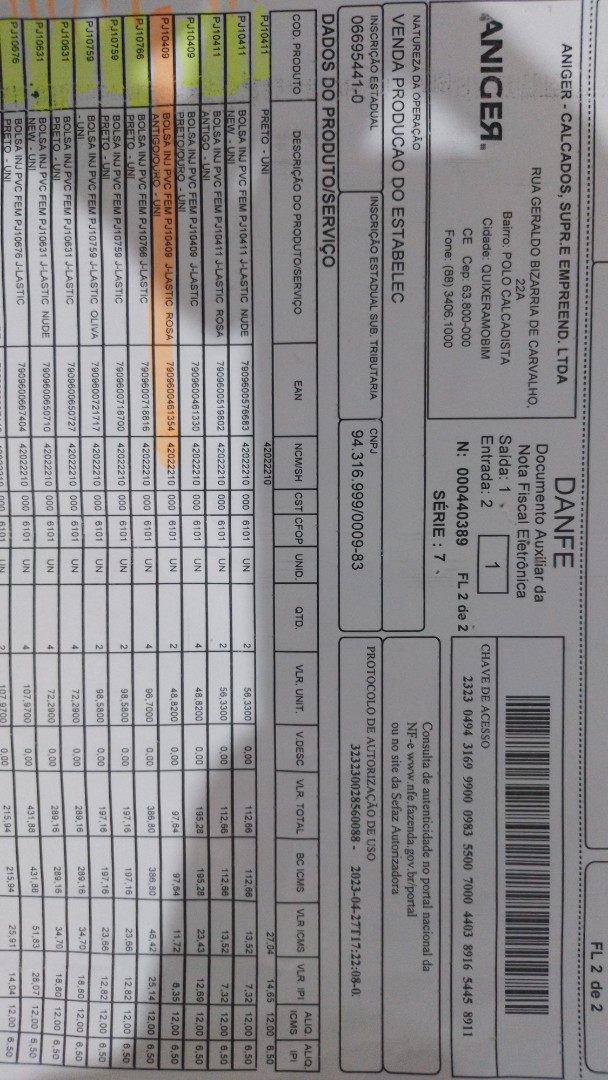 FL 2 de 2
ANIGER - CALCADOS, SUPR.E EMPREEND. LTDA
RUA GERALDO BIZARRIA DE CARVALHO,
22A
Bairro: POLO CALCADISTA
Cidade: QUIXERAMOBIM
CE Cep: 63.800-000
Fone: (88) 3406.1000
ANIGER.
DANFE
Documento Auxiliar da
Nota Fiscal Eletrônica
Saída: 1
Entrada: 2
1
N: 000440389 FL 2 de 2
SÉRIE : 7
CHAVE DE ACESSO
2323 0494 3169 9900 0983 5500 7000 4403 8916 5445 8911
Consulta de autenticidade no portal nacional da
NF-e www.nfe.fazenda.gov.br/portal
ou no site da Sefaz Autorizadora
NATUREZA DA OPERAÇÃO
VENDA PRODUCAO DO ESTABELEC
PROTOCOLO DE AUTORIZAÇÃO DE USO
323230028560088 - 2023-04-27T17:22:08-0
INSCRIÇÃO ESTADUAL
06695441-0
INSCRIÇÃO ESTADUAL SUB. TRIBUTARIA
CNPJ
94.316.999/0009-83
DADOS DO PRODUTO/SERVIÇO
COD. PRODUTO DESCRIÇÃO DO PRODUTO/SERVIÇO EAN NCM/SH CST CFOP UNID. QTD. VLR. UNIT. V.DESC VLR. TOTAL BC ICMS VLR ICMS VLR. IPI ALIQ. ICMS ALIQ. IPI
PJ10411 PRETO - UNI 42022210 27,04 14,65 12,00 6,50
PJ10411 BOLSA INJ PVC FEM PJ10411 J-LASTIC NUDE 7909600576683 42022210 000 6101 UN 2 56,3300 0,00 112,66 112,66 13,52 7,32 12,00 6,50
NEW - UNI
PJ10411 BOLSA INJ PVC FEM PJ10411 J-LASTIC ROSA 7909600519802 42022210 000 6101 UN 2 56,3300 0,00 112,66 112,66 13,52 7,32 12,00 6,50
ANTIGO - UNI
PJ10409 BOLSA INJ PVC FEM PJ10409 J-LASTIC 7909600461330 42022210 000 6101 UN 4 48,8200 0,00 195,28 195,28 23,43 12,69 12,00 6,50
PRETO/OURO - UNI
PJ10409 BOLSA INJ PVC FEM PJ10409 J-LASTIC ROSA 7909600461354 42022210 000 6101 UN 2 48,8200 0,00 97,64 97,64 11,72 6,35 12,00 6,50
ANTIGO/OURO - UNI
PJ10766 BOLSA INJ PVC FEM PJ10766 J-LASTIC 7909600718816 42022210 000 6101 UN 4 96,7000 0,00 386,80 386,80 46,42 25,14 12,00 6,50
PRETO - UNI
PJ10759 BOLSA INJ PVC FEM PJ10759 J-LASTIC 7909600718700 42022210 000 6101 UN 2 98,5800 0,00 197,16 197,16 23,66 12,82 12,00 6,50
PRETO - UNI
PJ10759 BOLSA INJ PVC FEM PJ10759 J-LASTIC OLIVA 7909600721717 42022210 000 6101 UN 2 98,5800 0,00 197,16 197,16 23,66 12,82 12,00 6,50
- UNI
PJ10631 BOLSA INJ PVC FEM PJ10631 J-LASTIC 7909600650727 42022210 000 6101 UN 4 72,2900 0,00 289,16 289,16 34,70 18,80 12,00 6,50
PRETO - UNI
PJ10631 BOLSA INJ PVC FEM PJ10631 J-LASTIC NUDE 7909600650710 42022210 000 6101 UN 4 72,2900 0,00 289,16 289,16 34,70 18,80 12,00 6,50
NEW - UNI
PJ10676 BOLSA INJ PVC FEM PJ10676 J-LASTIC 7909600667404 42022210 000 6101 UN 4 107,9700 0,00 431,88 431,88 51,83 28,07 12,00 6,50
PRETO - UNI
000 6101 UN 2 107,9700 0,00 215,94 215,94 25,91 14,04 12,00 6,50